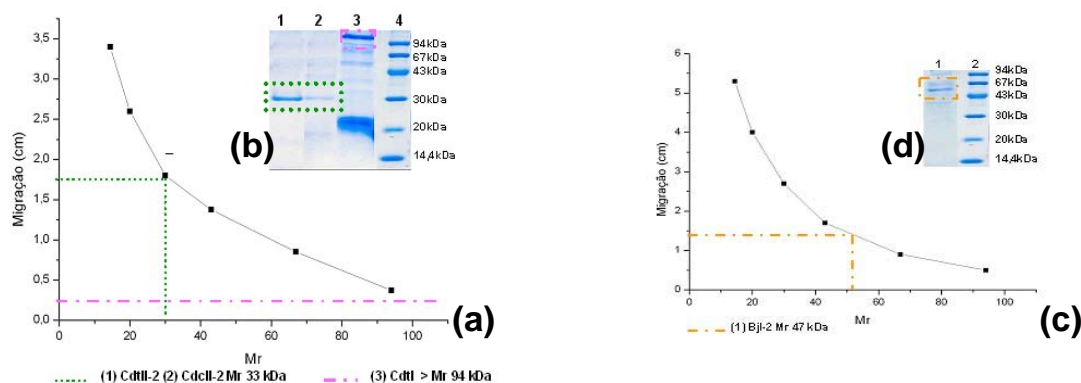 1 2 3 4
94kDa
67kDa
43kDa
30kDa
20kDa
14,4kDa
(b)
3,5
3,0
2,5
2,0
1,5
1,0
0,5
0,0
Migração (cm)
0 20 40 60 80 100
Mr
(a)
(1) CdtII-2 (2) CdcII-2 Mr 33 kDa
(3) CdtI > Mr 94 kDa
1 2
94kDa
67kDa
43kDa
30kDa
20kDa
14,4kDa
(d)
6
5
4
3
2
1
0
Migração (cm)
0 20 40 60 80 100
Mr
(c)
(1) BjI-2 Mr 47 kDa